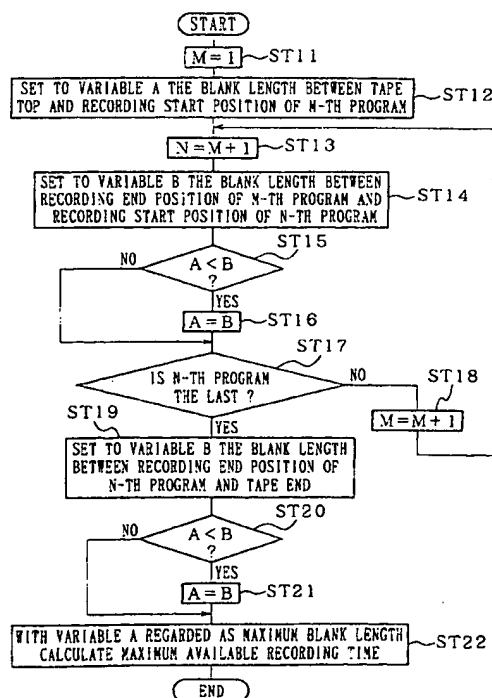 START
M=1 ST11
SET TO VARIABLE A THE BLANK LENGTH BETWEEN TAPE
TOP AND RECORDING START POSITION OF M-TH PROGRAM
ST12
N=M+1 ST13
SET TO VARIABLE B THE BLANK LENGTH BETWEEN
RECORDING END POSITION OF M-TH PROGRAM AND
RECORDING START POSITION OF N-TH PROGRAM
ST14
ST15
NO A<B
?
YES
A=B ST16
ST17
IS N-TH PROGRAM
THE LAST ?
NO
ST18
M=M+1
ST19
YES
SET TO VARIABLE B THE BLANK LENGTH
BETWEEN RECORDING END POSITION OF
N-TH PROGRAM AND TAPE END
ST20
NO A<B
?
YES
A=B ST21
WITH VARIABLE A REGARDED AS MAXIMUM BLANK LENGTH
CALCULATE MAXIMUM AVAILABLE RECORDING TIME
ST22
END